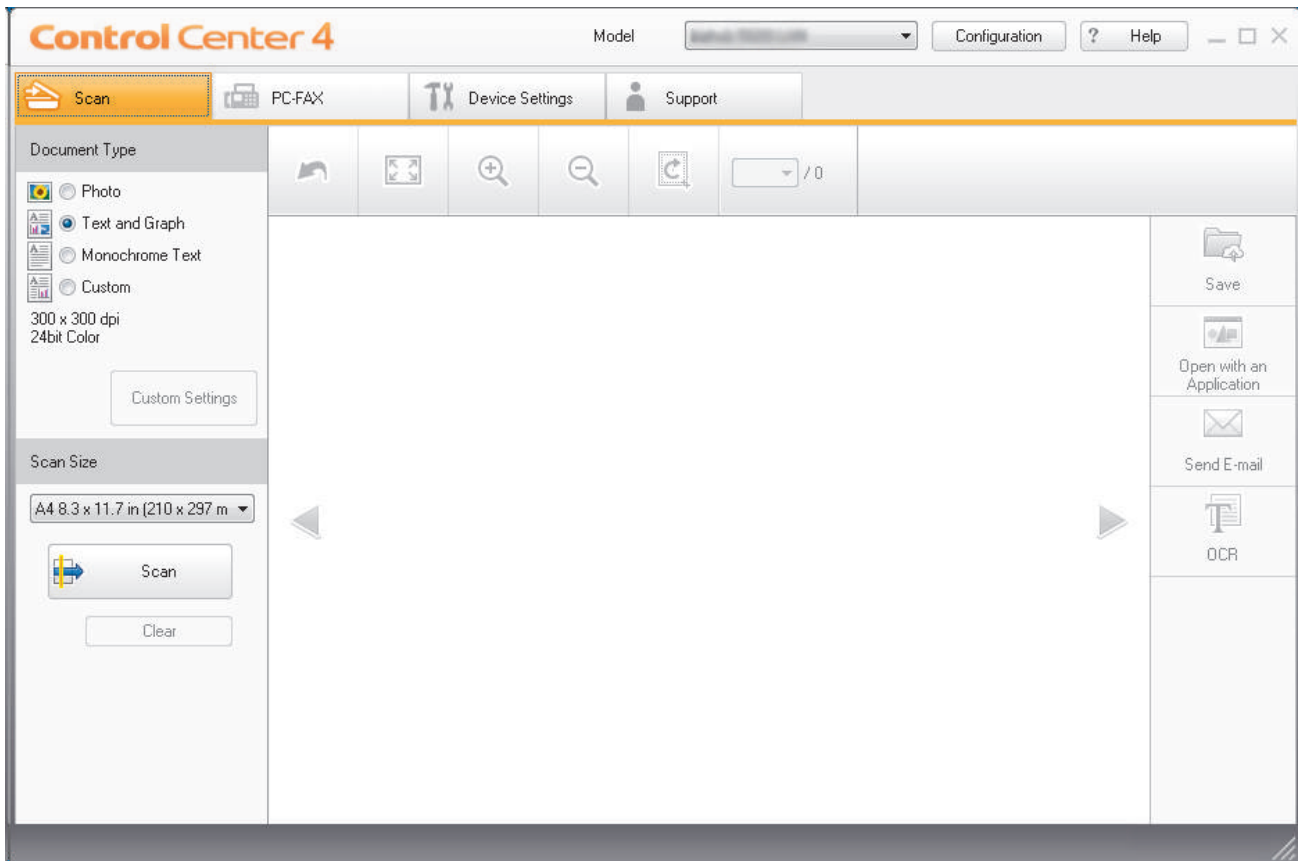 Control Center 4
Model
Configuration
? Help
Scan
PC-FAX
Device Settings
Support
Document Type
/ 0
Photo
Text and Graph
Monochrome Text
Custom
300 x 300 dpi
24bit Color
Custom Settings
Scan Size
A4 8.3 x 11.7 in (210 x 297 m
Scan
Clear
Save
Open with an
Application
Send E-mail
OCR